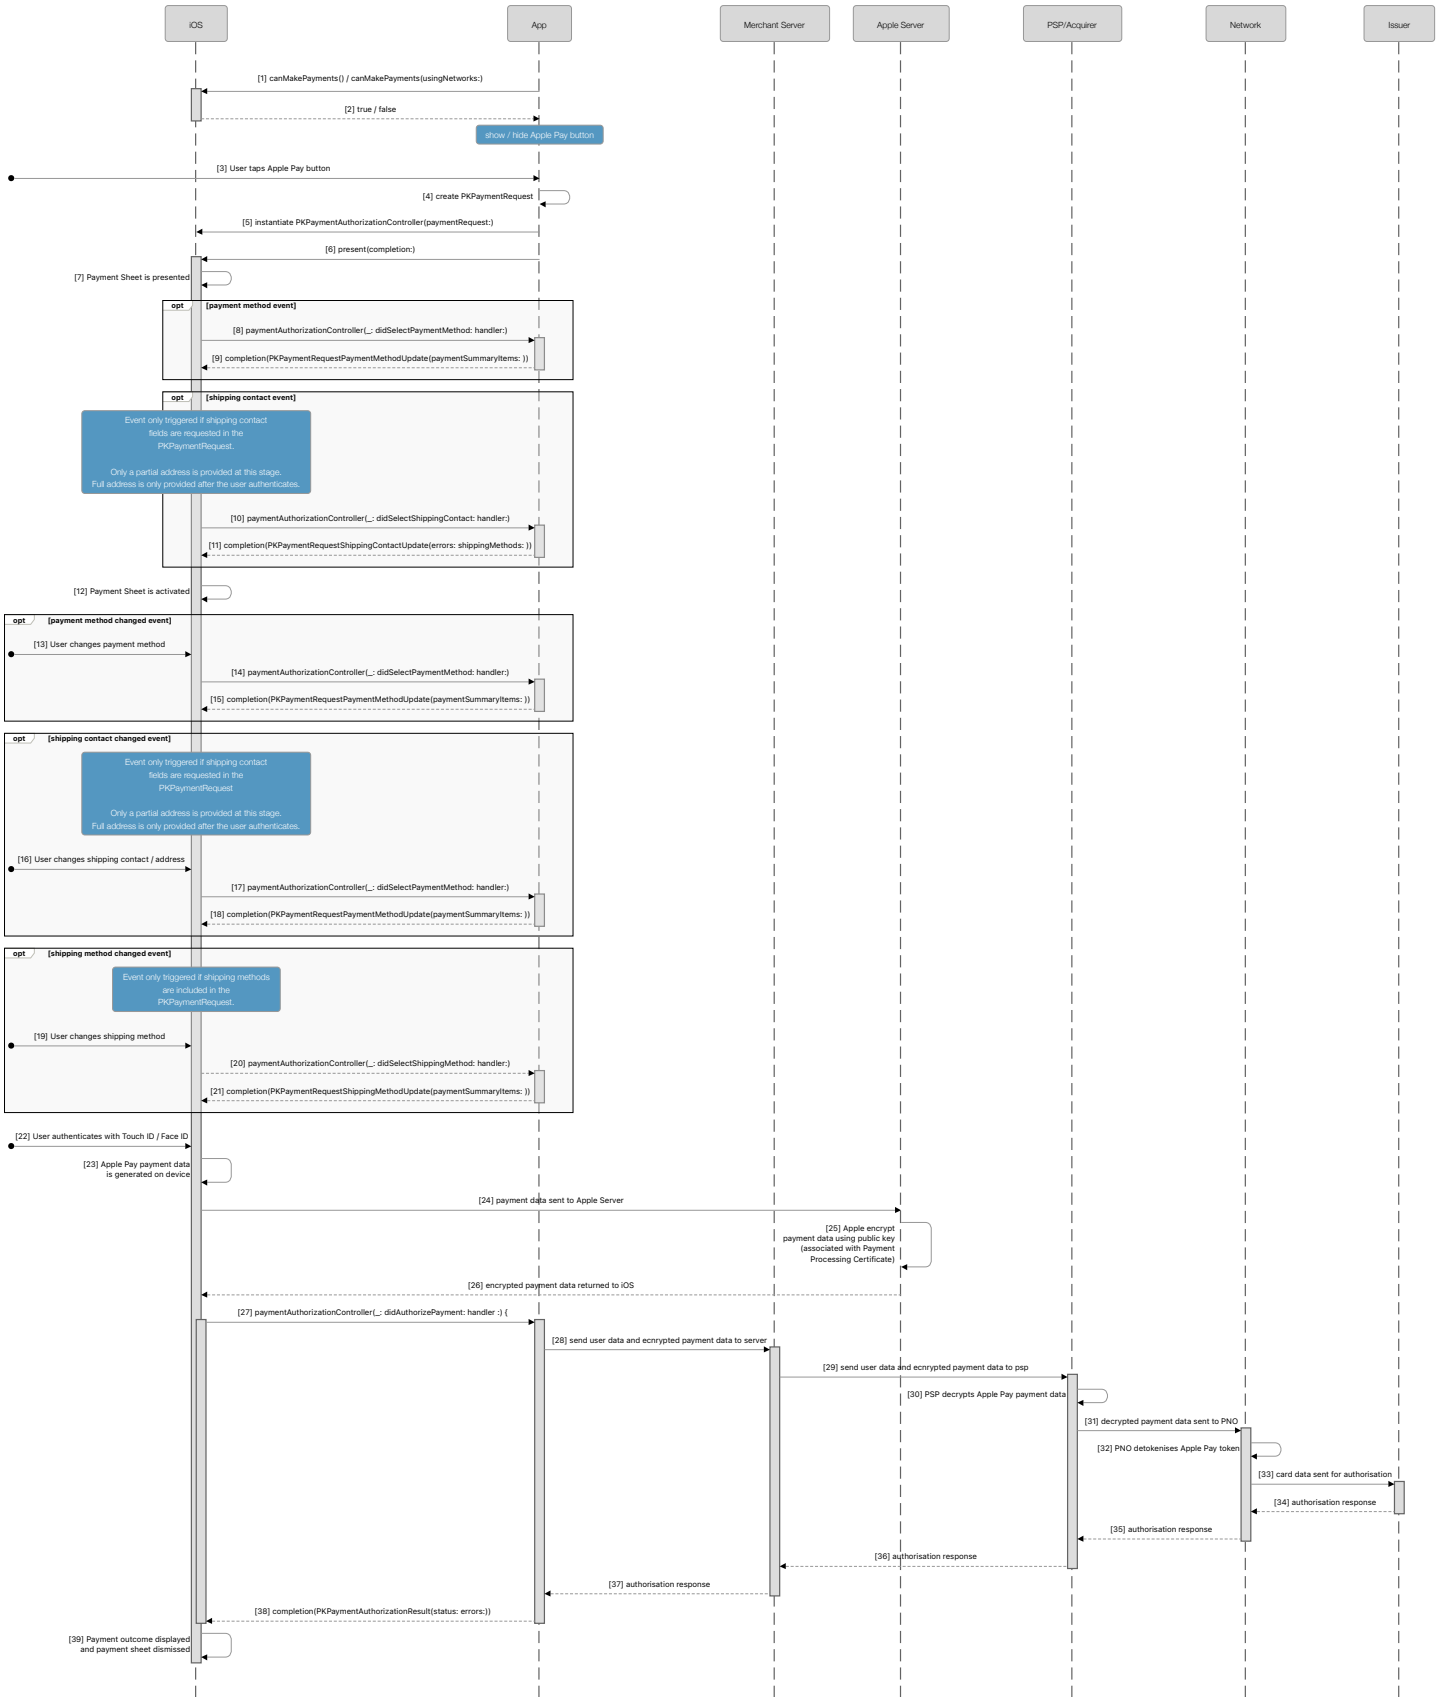 iOS
App
Merchant Server
Apple Server
PSP/Acquirer
Network
Issuer
[1] canMakePayments() / canMakePayments(usingNetworks:)
[2] true / false
show / hide Apple Pay button
[3] User taps Apple Pay button
[4] create PKPaymentRequest
[5] instantiate PKPaymentAuthorizationController(paymentRequest:)
[6] present(completion:)
[7] Payment Sheet is presented
opt [payment method event]
[8] paymentAuthorizationController(_: didSelectPaymentMethod: handler:)
[9] completion(PKPaymentRequestPaymentMethodUpdate(paymentSummaryItems: ))
opt [shipping contact event]
Event only triggered if shipping contact
fields are requested in the
PKPaymentRequest.
Only a partial address is provided at this stage.
Full address is only provided after the user authenticates.
[10] paymentAuthorizationController(_: didSelectShippingContact: handler:)
[11] completion(PKPaymentRequestShippingContactUpdate(errors: shippingMethods: ))
[12] Payment Sheet is activated
opt [payment method changed event]
[13] User changes payment method
[14] paymentAuthorizationController(_: didSelectPaymentMethod: handler:)
[15] completion(PKPaymentRequestPaymentMethodUpdate(paymentSummaryItems: ))
opt [shipping contact changed event]
Event only triggered if shipping contact
fields are requested in the
PKPaymentRequest
Only a partial address is provided at this stage.
Full address is only provided after the user authenticates.
[16] User changes shipping contact / address
[17] paymentAuthorizationController(_: didSelectPaymentMethod: handler:)
[18] completion(PKPaymentRequestPaymentMethodUpdate(paymentSummaryItems: ))
opt [shipping method changed event]
Event only triggered if shipping methods
are included in the
PKPaymentRequest.
[19] User changes shipping method
[20] paymentAuthorizationController(_: didSelectShippingMethod: handler:)
[21] completion(PKPaymentRequestShippingMethodUpdate(paymentSummaryItems: ))
[22] User authenticates with Touch ID / Face ID
[23] Apple Pay payment data
is generated on device
[24] payment data sent to Apple Server
[25] Apple encrypt
payment data using public key
(associated with Payment
Processing Certificate)
[26] encrypted payment data returned to iOS
[27] paymentAuthorizationController(_: didAuthorizePayment: handler :) {
[28] send user data and ecnrypted payment data to server
[29] send user data and ecnrypted payment data to psp
[30] PSP decrypts Apple Pay payment data
[31] decrypted payment data sent to PNO
[32] PNO detokenises Apple Pay token
[33] card data sent for authorisation
[34] authorisation response
[35] authorisation response
[36] authorisation response
[37] authorisation response
[38] completion(PKPaymentAuthorizationResult(status: errors:))
[39] Payment outcome displayed
and payment sheet dismissed